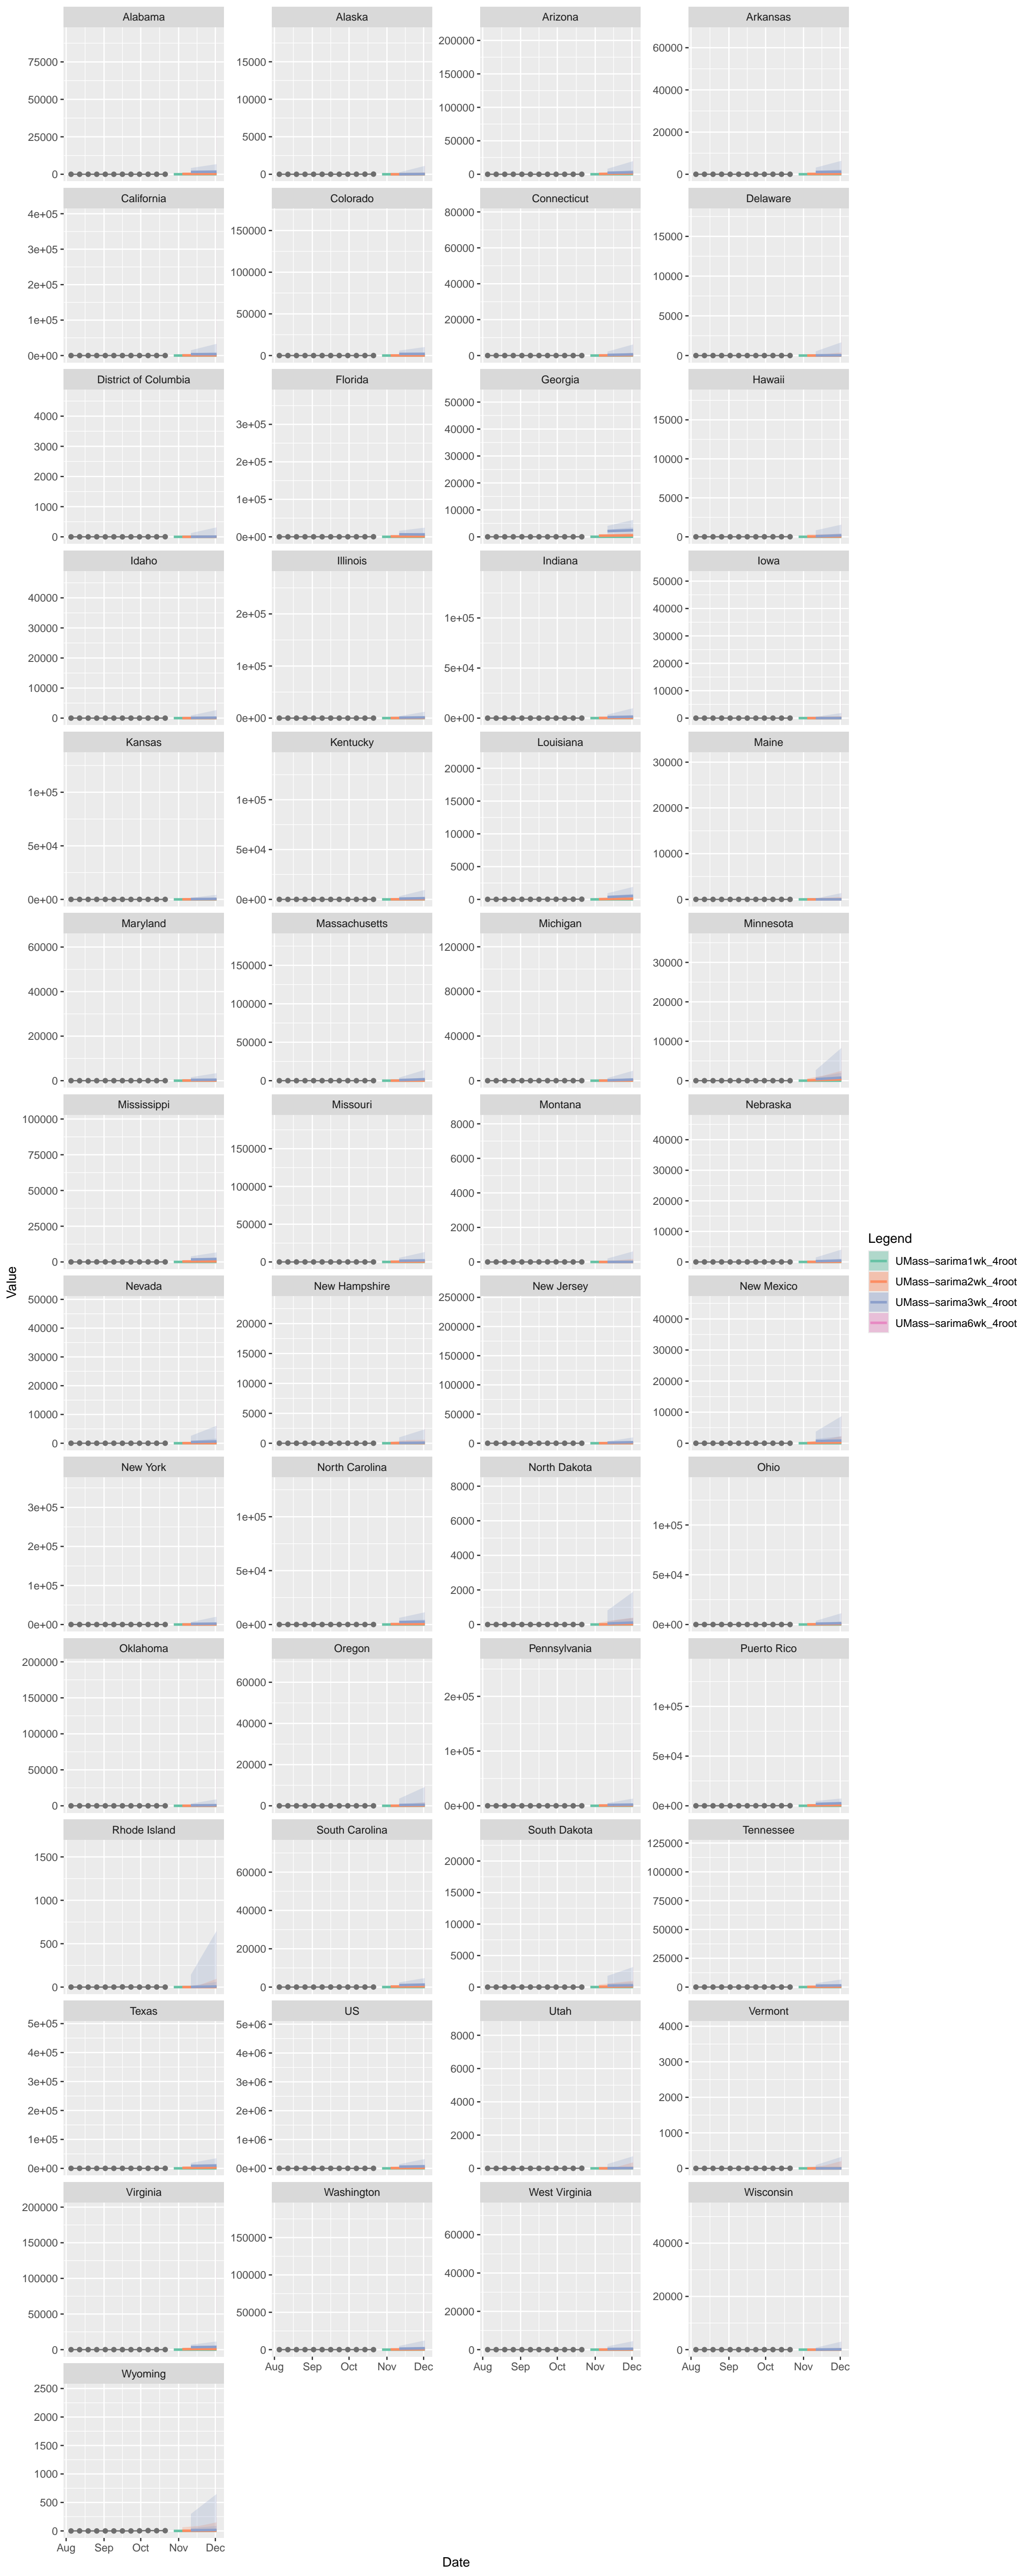 Alabama
Alaska
Arizona
Arkansas
75000
50000
25000
0
15000
10000
5000
0
200000
150000
100000
50000
0
60000
40000
20000
0
California
Colorado
Connecticut
Delaware
4e+05
3e+05
2e+05
1e+05
0e+00
150000
100000
50000
0
80000
60000
40000
20000
0
15000
10000
5000
0
District of Columbia
Florida
Georgia
Hawaii
4000
3000
2000
1000
0
3e+05
2e+05
1e+05
0e+00
50000
40000
30000
20000
10000
0
15000
10000
5000
0
Idaho
Illinois
Indiana
Iowa
40000
30000
20000
10000
0
2e+05
1e+05
0e+00
1e+05
5e+04
0e+00
50000
40000
30000
20000
10000
0
Kansas
Kentucky
Louisiana
Maine
1e+05
5e+04
0e+00
1e+05
5e+04
0e+00
20000
15000
10000
5000
0
30000
20000
10000
0
Maryland
Massachusetts
Michigan
Minnesota
60000
40000
20000
0
150000
100000
50000
0
120000
80000
40000
0
30000
20000
10000
0
Mississippi
Missouri
Montana
Nebraska
100000
75000
50000
25000
0
150000
100000
50000
0
8000
6000
4000
2000
0
40000
30000
20000
10000
0
Nevada
New Hampshire
New Jersey
New Mexico
50000
40000
30000
20000
10000
0
20000
15000
10000
5000
0
250000
200000
150000
100000
50000
0
40000
30000
20000
10000
0
New York
North Carolina
North Dakota
Ohio
3e+05
2e+05
1e+05
0e+00
1e+05
5e+04
0e+00
8000
6000
4000
2000
0
1e+05
5e+04
0e+00
Oklahoma
Oregon
Pennsylvania
Puerto Rico
200000
150000
100000
50000
0
60000
40000
20000
0
2e+05
1e+05
0e+00
1e+05
5e+04
0e+00
Rhode Island
South Carolina
South Dakota
Tennessee
1500
1000
500
0
60000
40000
20000
0
20000
15000
10000
5000
0
125000
100000
75000
50000
25000
0
Texas
US
Utah
Vermont
5e+05
4e+05
3e+05
2e+05
1e+05
0e+00
5e+06
4e+06
3e+06
2e+06
1e+06
0e+00
8000
6000
4000
2000
0
4000
3000
2000
1000
0
Virginia
Washington
West Virginia
Wisconsin
200000
150000
100000
50000
0
150000
100000
50000
0
60000
40000
20000
0
40000
20000
0
Aug Sep Oct Nov Dec
Aug Sep Oct Nov Dec
Aug Sep Oct Nov Dec
Wyoming
2500
2000
1500
1000
500
0
Aug Sep Oct Nov Dec
Date
Value
Legend
UMass−sarima1wk_4root
UMass−sarima2wk_4root
UMass−sarima3wk_4root
UMass−sarima6wk_4root